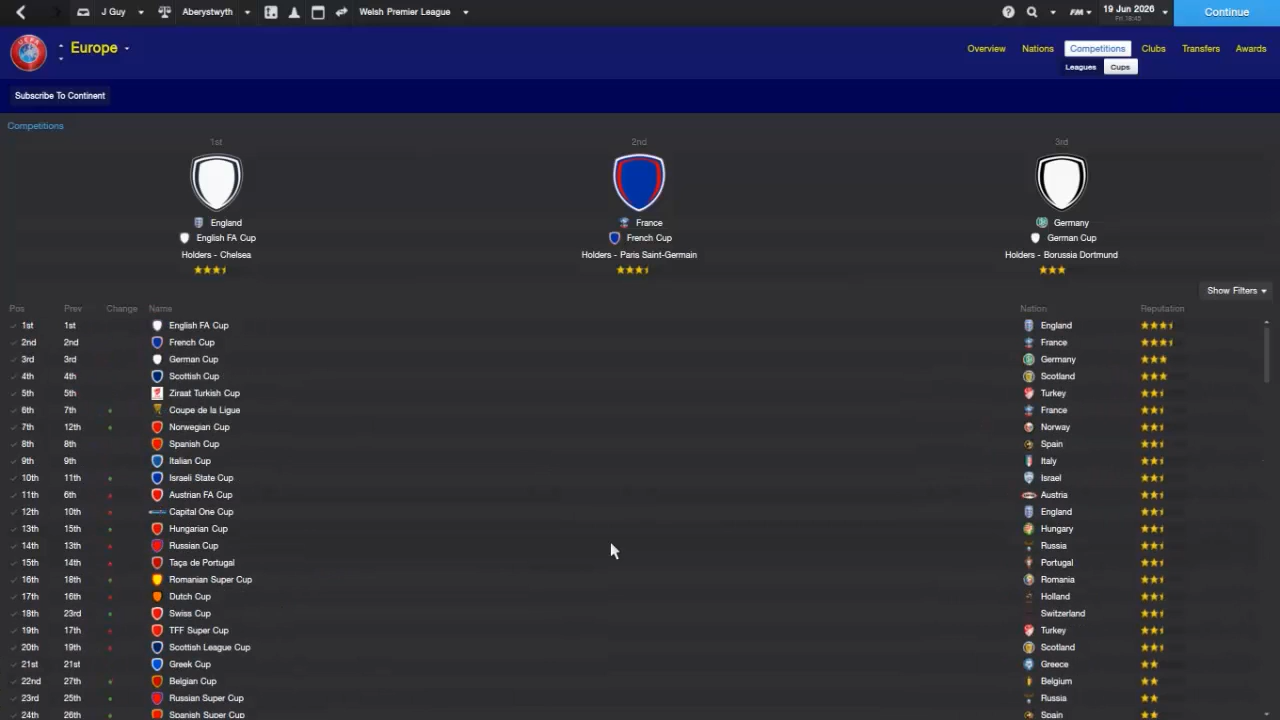 J Guy Aberystwyth Welsh Premier League FM 19 Jun 2026 Fri 18:45 Continue
Europe
Overview Nations Competitions Clubs Transfers Awards
Leagues Cups
Subscribe To Continent
Competitions
1st 2nd 3rd
England France Germany
English FA Cup French Cup German Cup
Holders - Chelsea Holders - Paris Saint-Germain Holders - Borussia Dortmund
Show Filters
Pos Prev Change Name Nation Reputation
1st 1st English FA Cup England
2nd 2nd French Cup France
3rd 3rd German Cup Germany
4th 4th Scottish Cup Scotland
5th 5th Ziraat Turkish Cup Turkey
6th 7th Coupe de la Ligue France
7th 12th Norwegian Cup Norway
8th 8th Spanish Cup Spain
9th 9th Italian Cup Italy
10th 11th Israeli State Cup Israel
11th 6th Austrian FA Cup Austria
12th 10th Capital One Cup England
13th 15th Hungarian Cup Hungary
14th 13th Russian Cup Russia
15th 14th Taça de Portugal Portugal
16th 18th Romanian Super Cup Romania
17th 16th Dutch Cup Holland
18th 23rd Swiss Cup Switzerland
19th 17th TFF Super Cup Turkey
20th 19th Scottish League Cup Scotland
21st 21st Greek Cup Greece
22nd 27th Belgian Cup Belgium
23rd 25th Russian Super Cup Russia
24th 26th Spanish Super Cup Spain